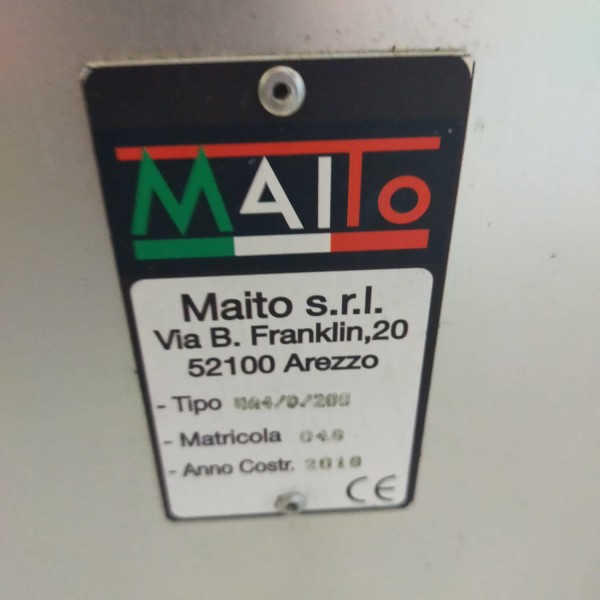 MAITo
Maito s.r.l.
Via B. Franklin,20
52100 Arezzo
- Tipo
- Matricola
- Anno Costr.
CE